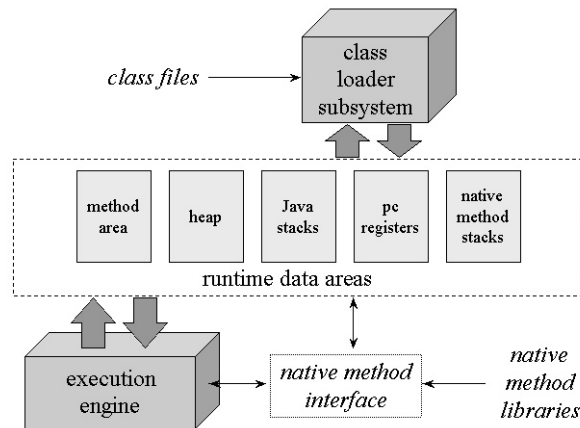 class
loader
subsystem
class files
method
area
heap
Java
stacks
pc
registers
native
method
stacks
runtime data areas
execution
engine
native method
interface
native
method
libraries